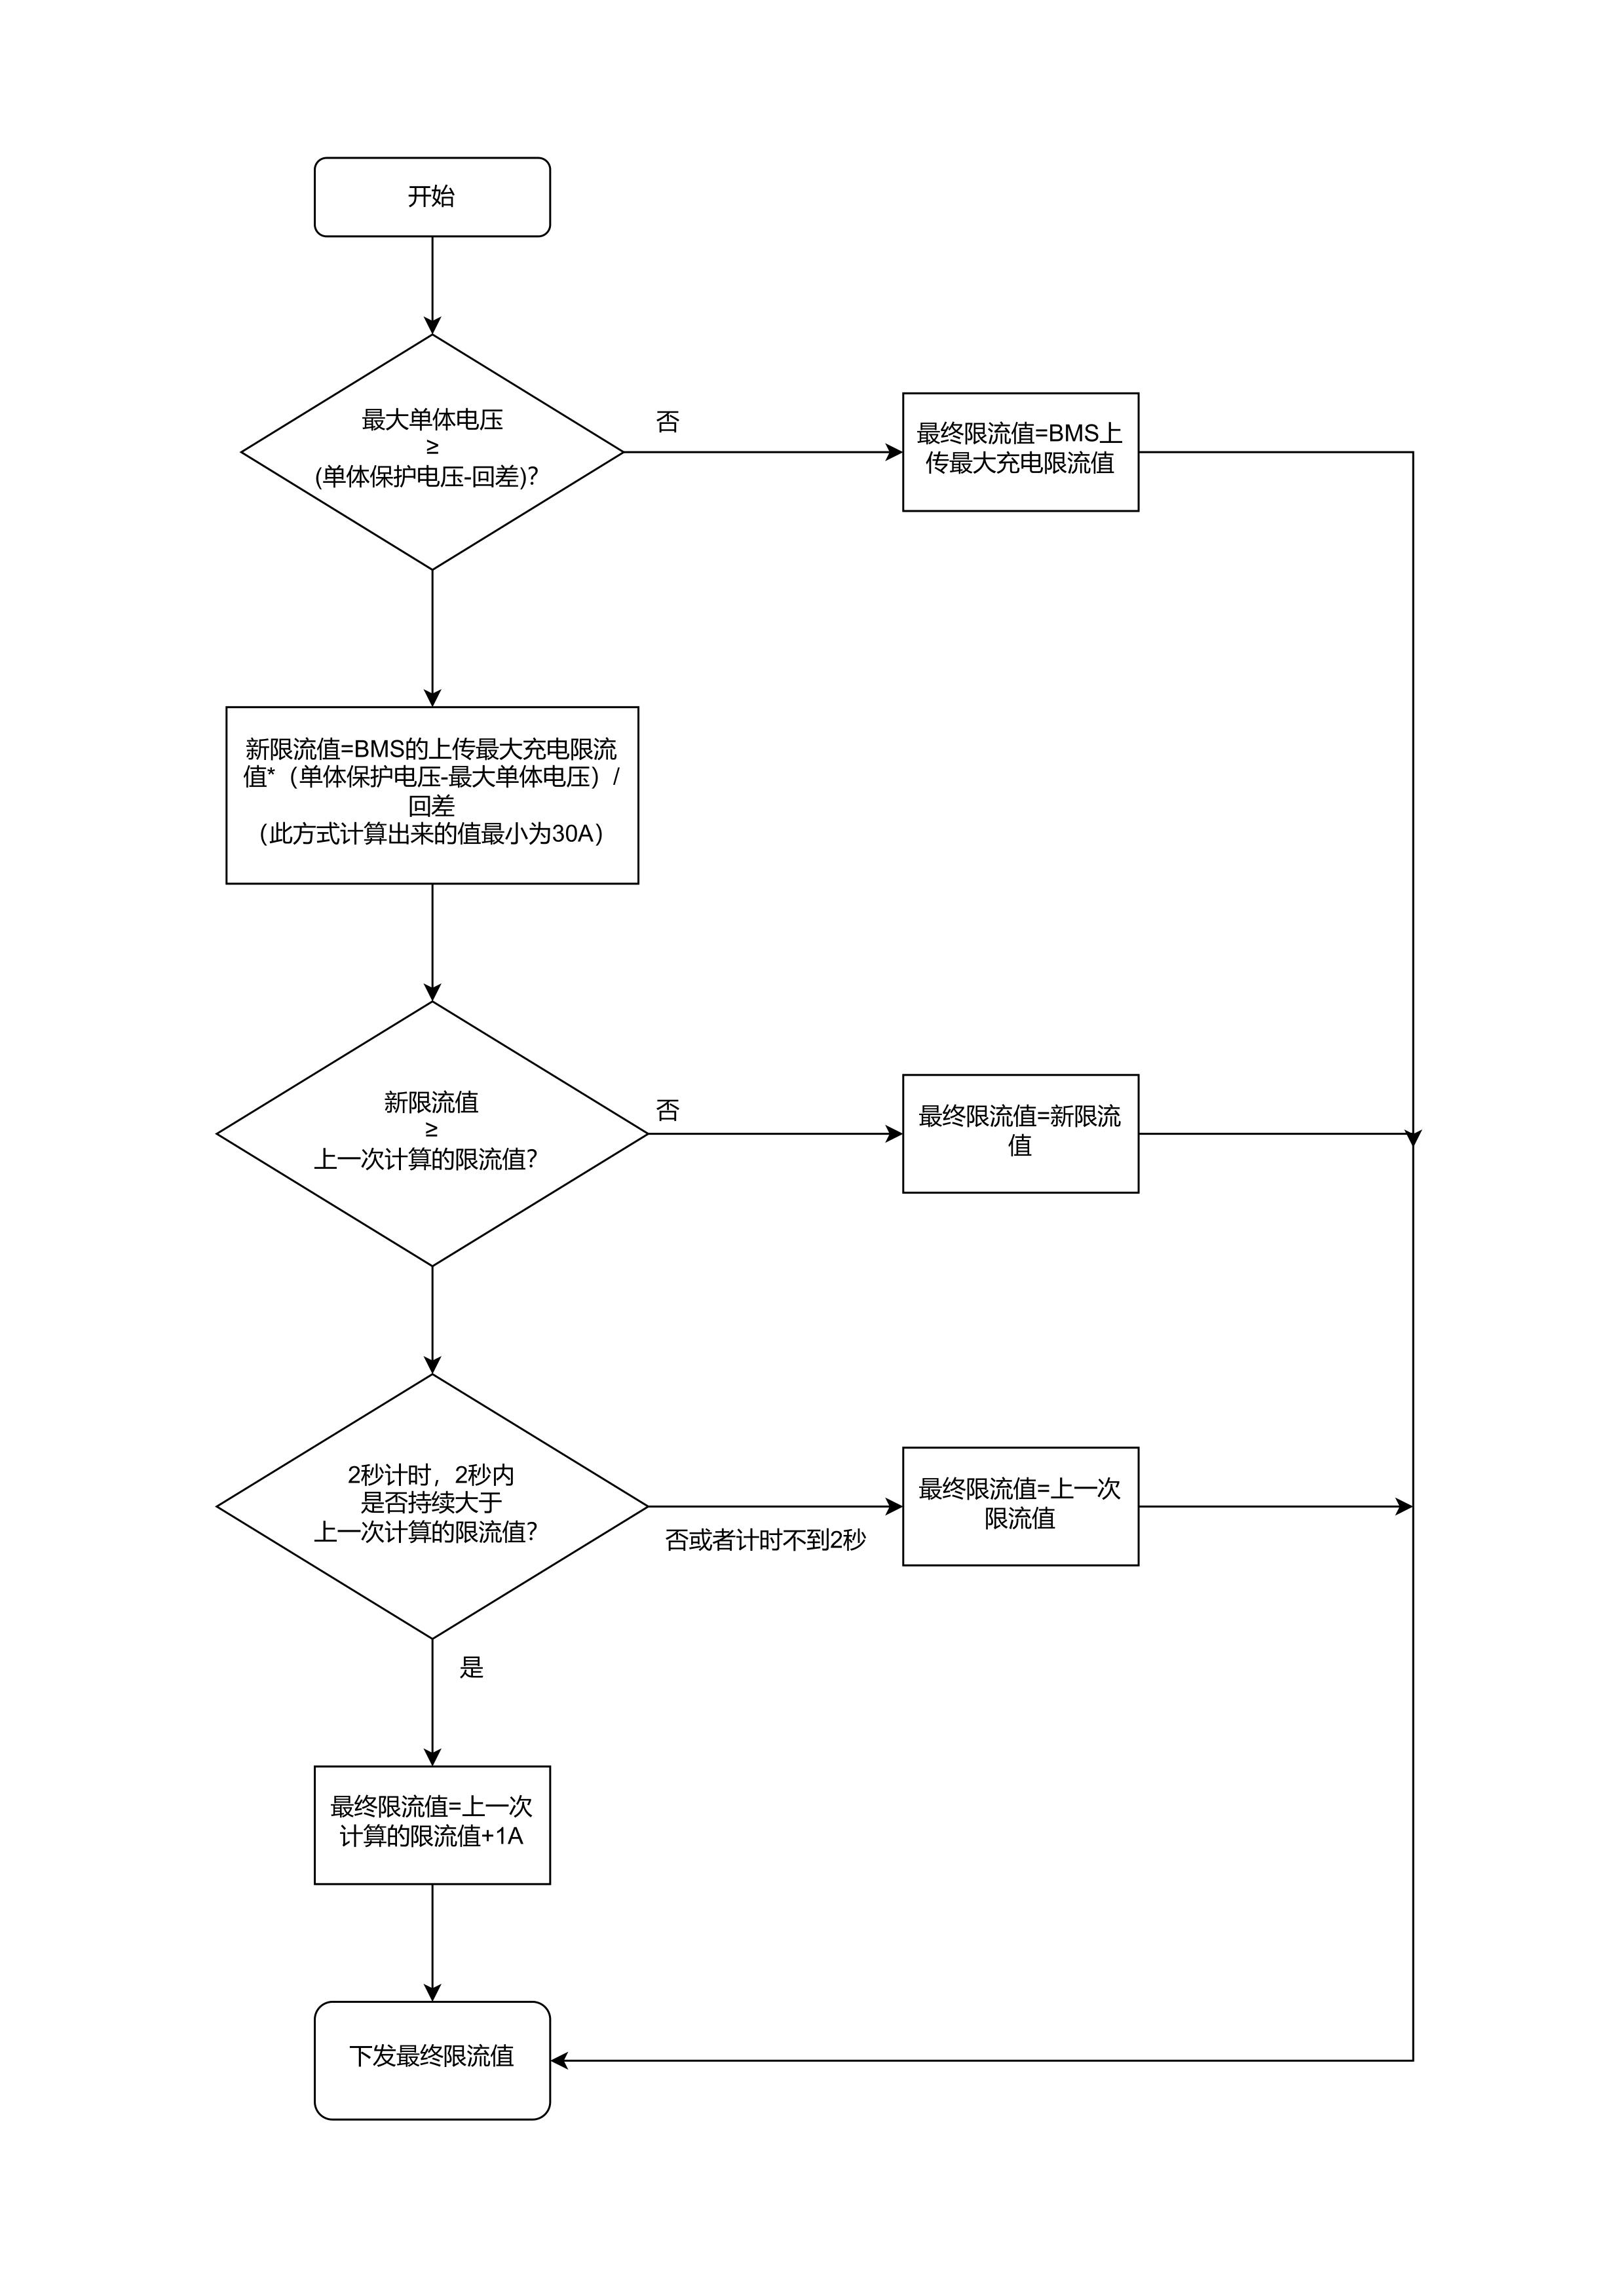 开始
最大单体电压
≥
(单体保护电压-回差)?
否
最终限流值=BMS上
传最大充电限流值
新限流值=BMS的上传最大充电限流
值*（单体保护电压-最大单体电压）/
回差
（此方式计算出来的值最小为30A）
新限流值
≥
上一次计算的限流值?
否
最终限流值=新限流
值
2秒计时，2秒内
是否持续大于
上一次计算的限流值?
否或者计时不到2秒
最终限流值=上一次
限流值
是
最终限流值=上一次
计算的限流值+1A
下发最终限流值